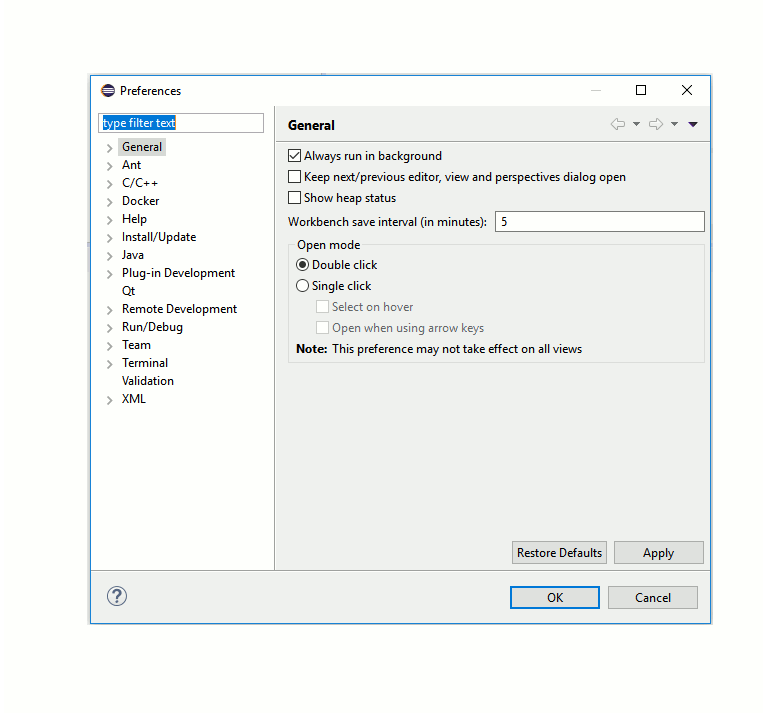 Preferences
type filter text
General
Ant
C/C++
Docker
Help
Install/Update
Java
Plug-in Development
Qt
Remote Development
Run/Debug
Team
Terminal
Validation
XML
General
Always run in background
Keep next/previous editor, view and perspectives dialog open
Show heap status
Workbench save interval (in minutes): 5
Open mode
Double click
Single click
Select on hover
Open when using arrow keys
Note: This preference may not take effect on all views
Restore Defaults Apply
? OK Cancel